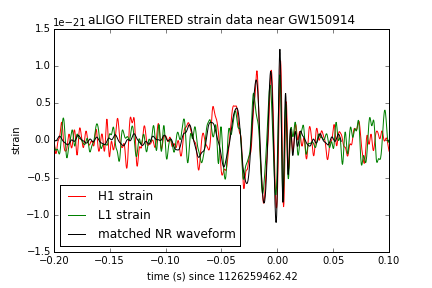 1e−21 aLIGO FILTERED strain data near GW150914
1.5
1.0
0.5
0.0
−0.5
−1.0
−1.5
strain
H1 strain
L1 strain
matched NR waveform
−0.20 −0.15 −0.10 −0.05 0.00 0.05 0.10
time (s) since 1126259462.42